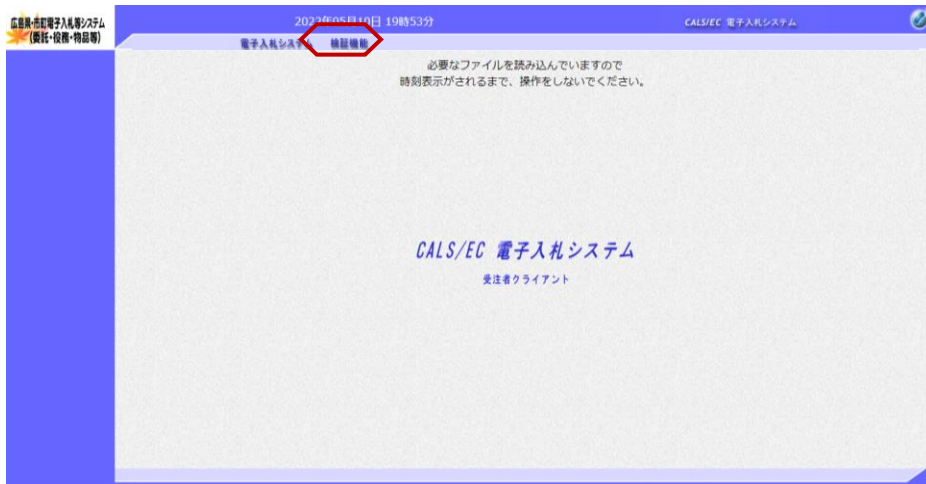 広島県・市町電子入札等システム
(委託・役務・物品等)
2023年05月10日 19時53分
CALS/EC 電子入札システム
電子入札システム 検証機能
必要なファイルを読み込んでいますので
時刻表示がされるまで、操作をしないでください。
CALS/EC 電子入札システム
受注者クライアント